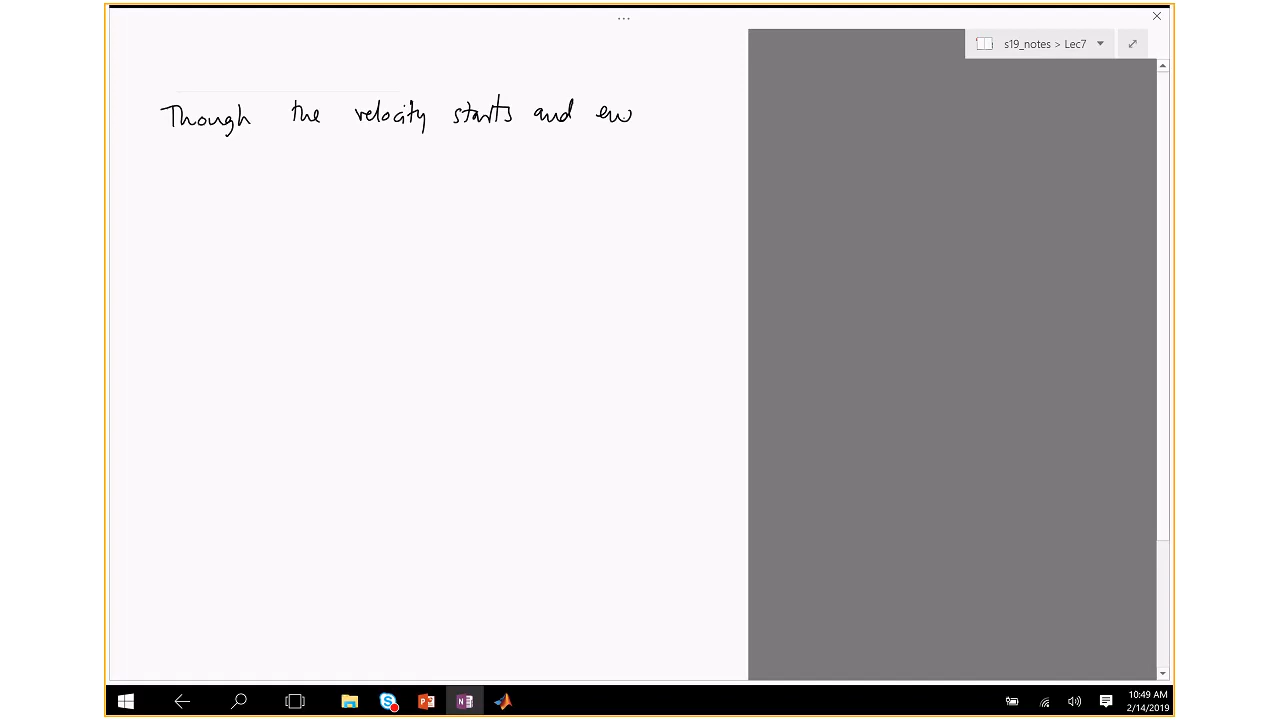 s19_notes > Lec7
Though the velocity starts and en
10:49 AM
2/14/2019